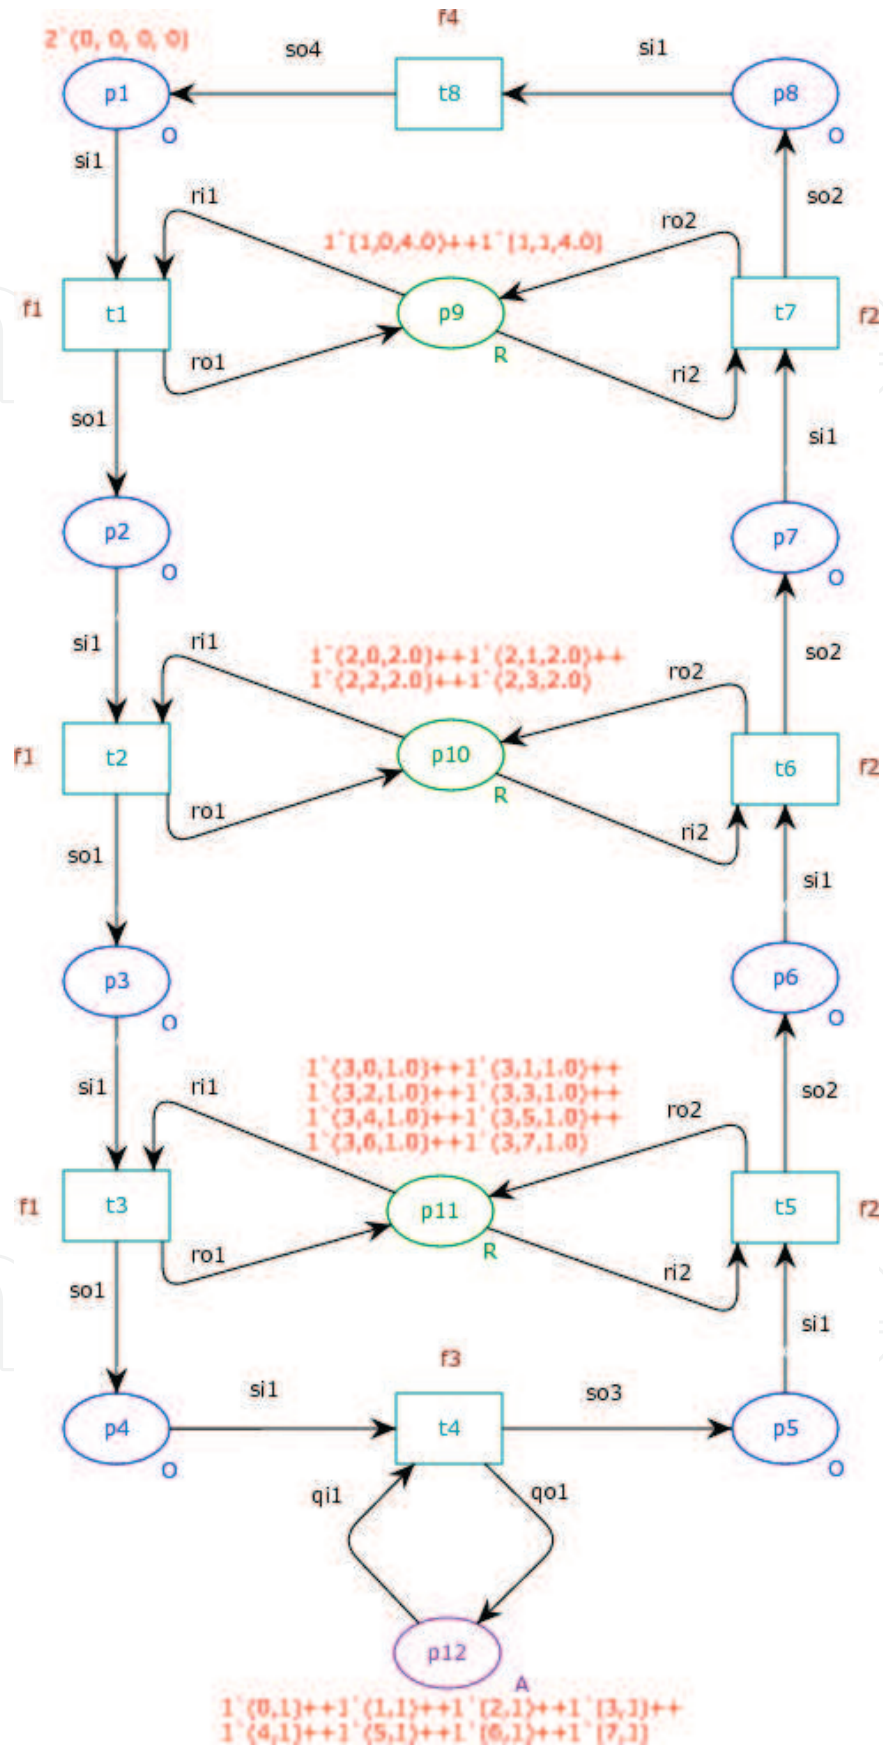 f4
2`(0, 0, 0, 0)
so4
si1
p1
t8
p8
O
O
si1
so2
ri1
ro2
1`(1,0,4.0)++1`(1,1,4.0)
f1
t1
p9
t7
f2
R
ro1
ri2
so1
si1
p2
p7
O
O
si1
ri1
so2
1`(2,0,2.0)++1`(2,1,2.0)++
1`(2,2,2.0)++1`(2,3,2.0)
ro2
f1
t2
p10
t6
f2
R
ro1
ri2
so1
si1
p3
p6
O
O
si1
ri1
1`(3,0,1.0)++1`(3,1,1.0)++
1`(3,2,1.0)++1`(3,3,1.0)++
1`(3,4,1.0)++1`(3,5,1.0)++
1`(3,6,1.0)++1`(3,7,1.0)
ro2
so2
f1
t3
p11
t5
f2
R
ro1
ri2
so1
si1
f3
si1
so3
p4
t4
p5
O
O
qi1
qo1
p12
A
1`(0,1)++1`(1,1)++1`(2,1)++1`(3,1)++
1`(4,1)++1`(5,1)++1`(6,1)++1`(7,1)